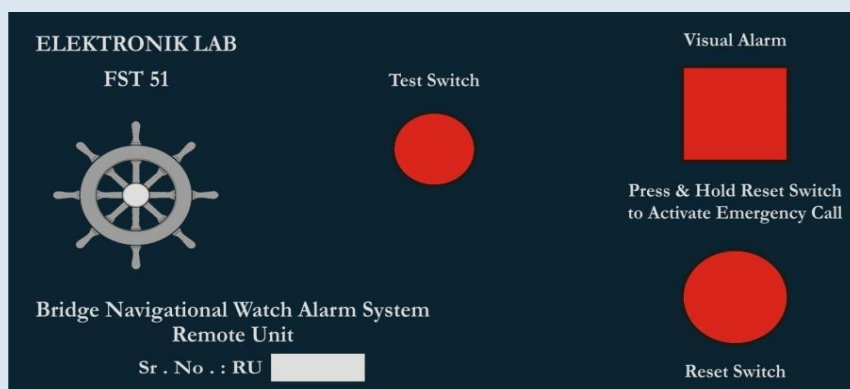 ELEKTRONIK LAB
FST 51
Test Switch
Visual Alarm
Press & Hold Reset Switch
to Activate Emergency Call
Bridge Navigational Watch Alarm System
Remote Unit
Sr . No . : RU
Reset Switch